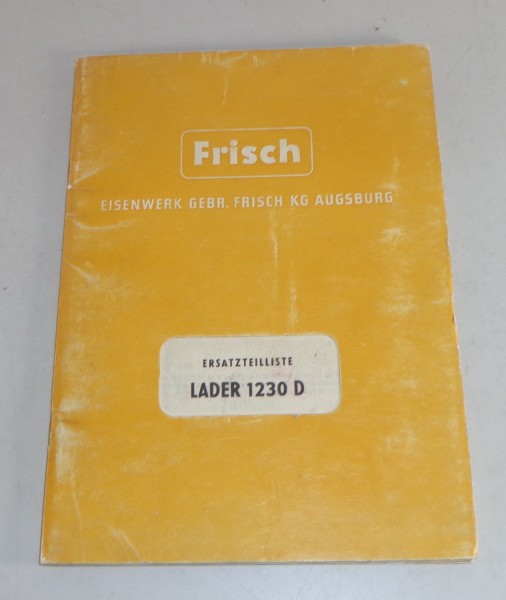 Frisch
EISENWERK GEBR. FRISCH KG AUGSBURG
ERSATZTEILLISTE
LADER 1230 D